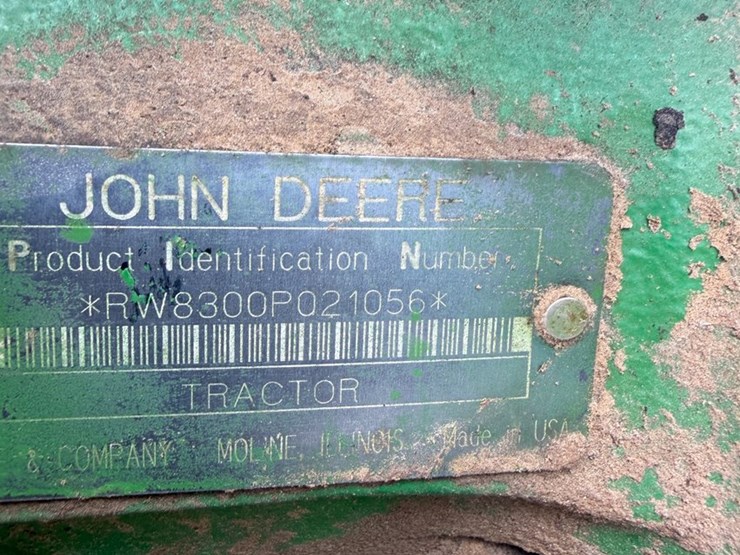 JOHN DEERE
Product Identification Number
*RW8300P021056*
TRACTOR
& COMPANY MOLINE, ILLINOIS Made in USA